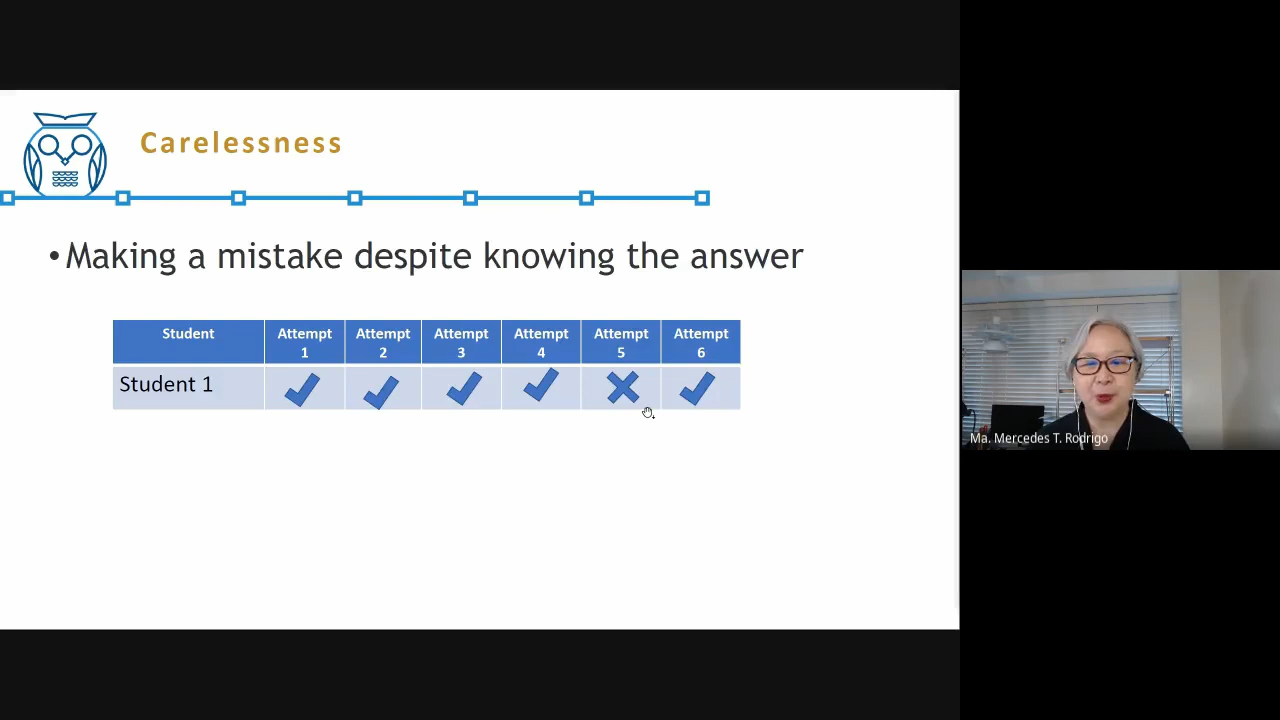 Carelessness
•Making a mistake despite knowing the answer
Student Attempt 1 Attempt 2 Attempt 3 Attempt 4 Attempt 5 Attempt 6
Student 1
Ma. Mercedes T. Rodrigo